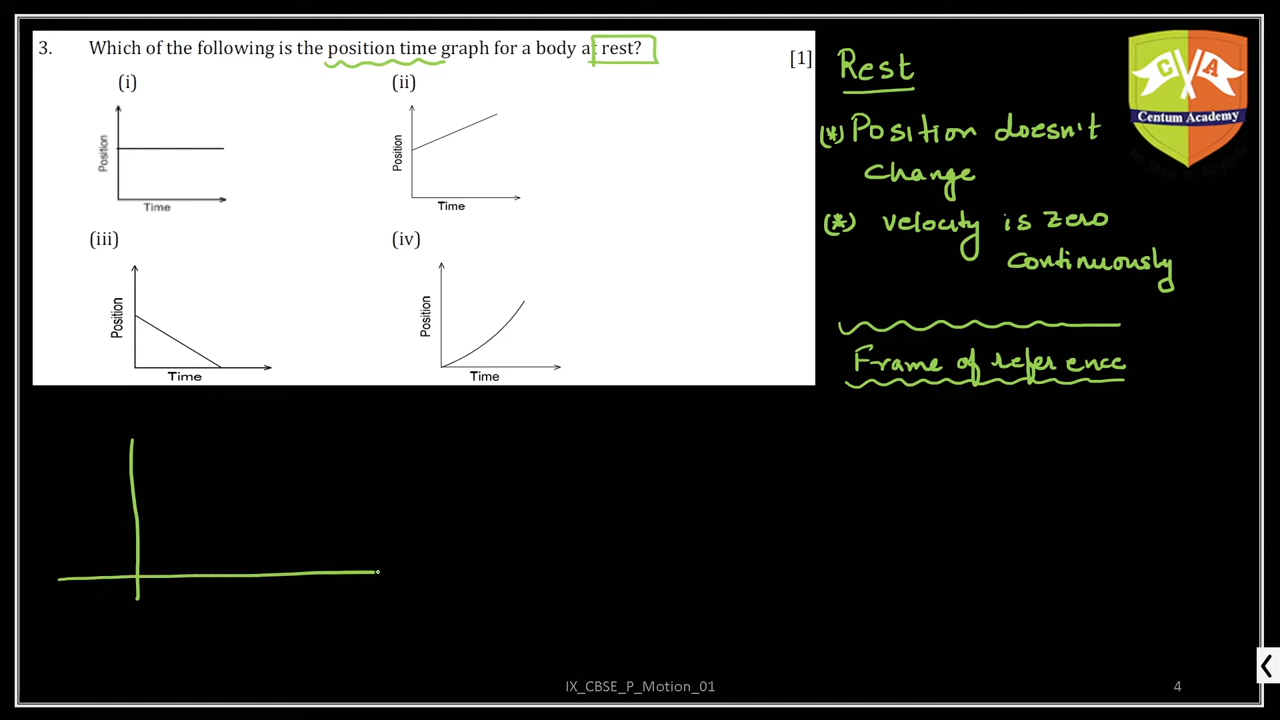 3. Which of the following is the position time graph for a body at rest? [1]
(i) (ii)
Position Position
Time Time
(iii) (iv)
Position Position
Time Time
Rest
(*) Position doesn't
change
(*) velocity is zero
continuously
Frame of reference
C A
Centum Academy
IX_CBSE_P_Motion_01 4